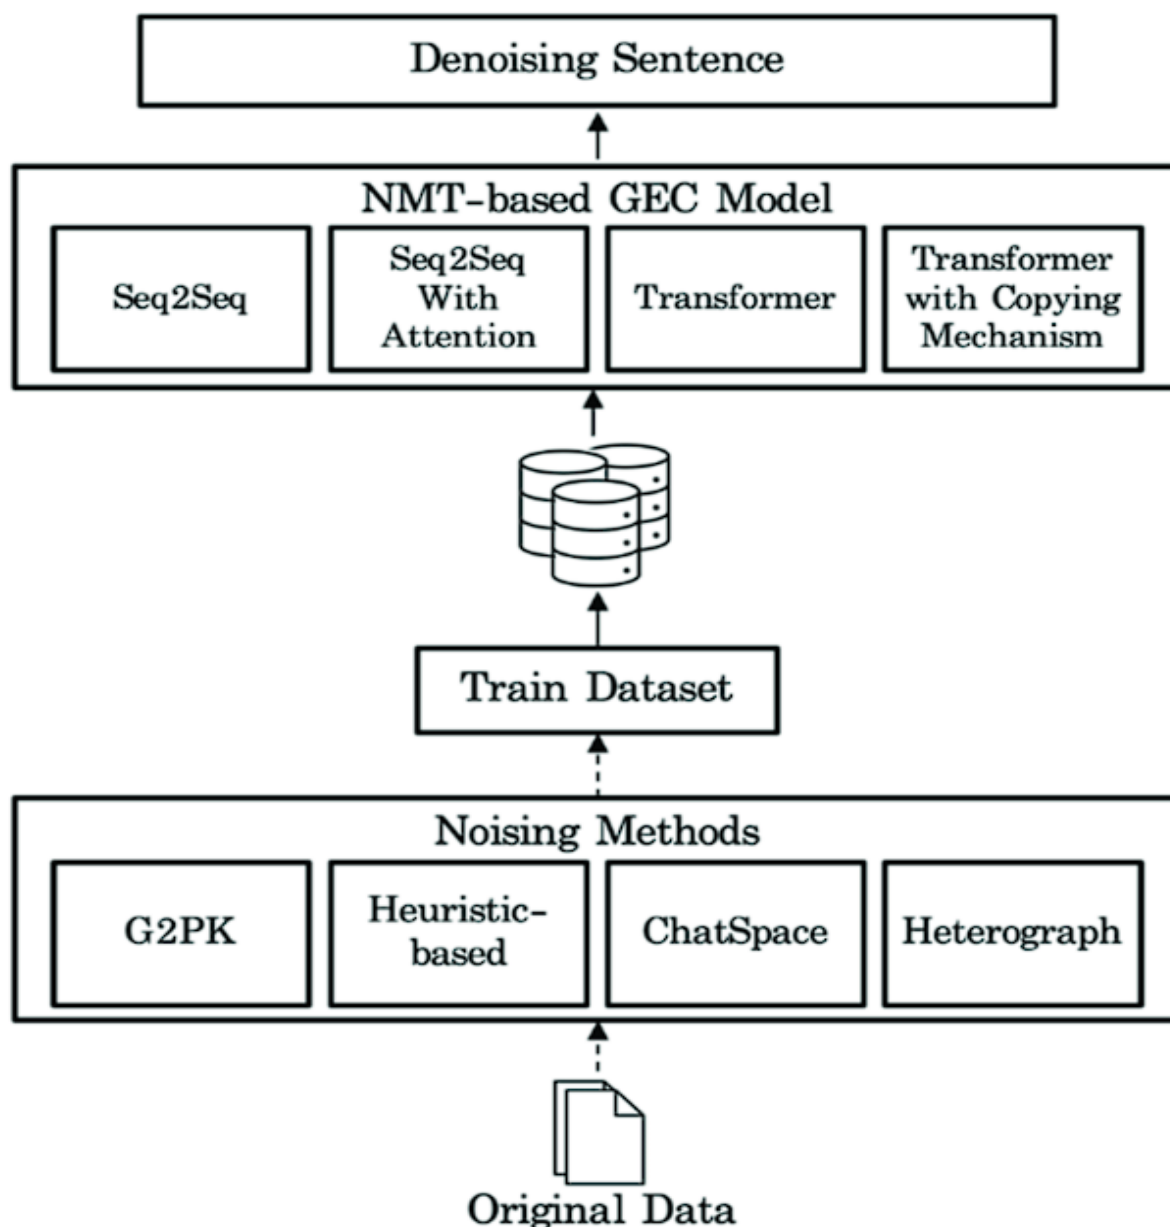 Denoising Sentence
NMT-based GEC Model
Seq2Seq
Seq2Seq
With
Attention
Transformer
Transformer
with Copying
Mechanism
Train Dataset
Noising Methods
G2PK
Heuristic-
based
ChatSpace
Heterograph
Original Data